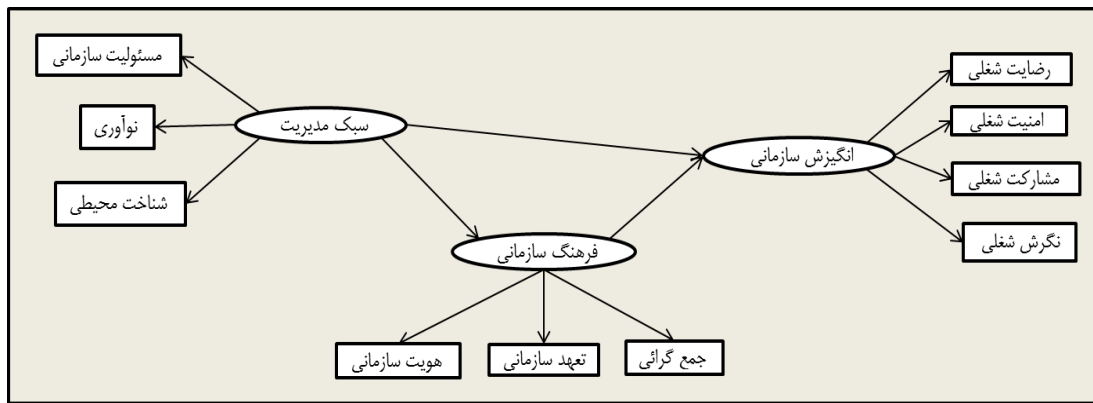 مسئولیت سازمانی
رضایت شغلی
نوآوری
سبک مدیریت
امنیت شغلی
انگیزش سازمانی
مشارکت شغلی
شناخت محیطی
نگرش شغلی
فرهنگ سازمانی
جمع گرائی
تعهد سازمانی
هویت سازمانی